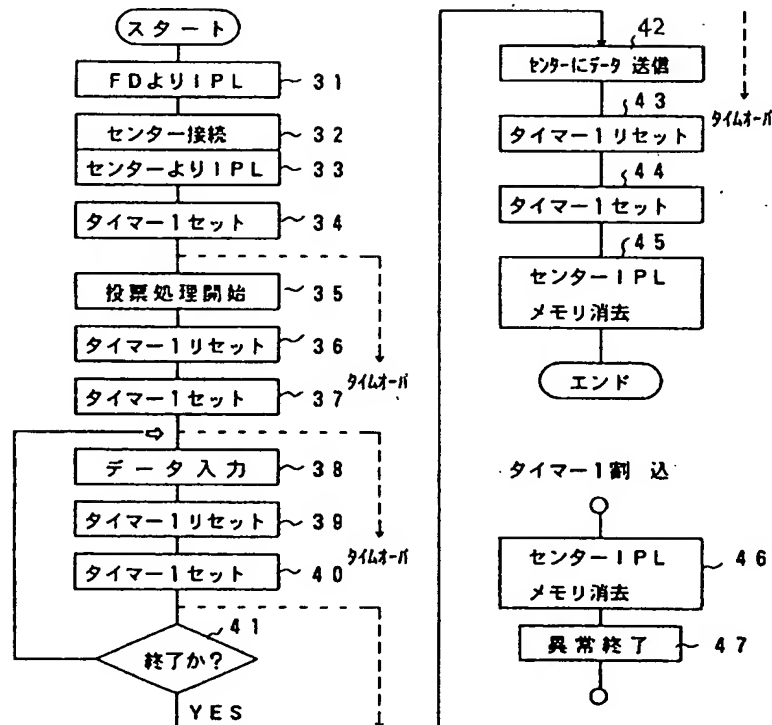 スタート
FDよりIPL 31
センター接続 32
センターよりIPL 33
タイマー1セット 34
投票処理開始 35
タイマー1リセット 36
タイムオーバ
タイマー1セット 37
データ入力 38
タイマー1リセット 39
タイムオーバ
タイマー1セット 40
41
終了か?
YES
42
センターにデータ 送信
43
タイムオーバ
タイマー1リセット
44
タイマー1セット
45
センターIPL
メモリ消去
エンド
タイマー1割 込
センターIPL 46
メモリ消去
異常終了 47